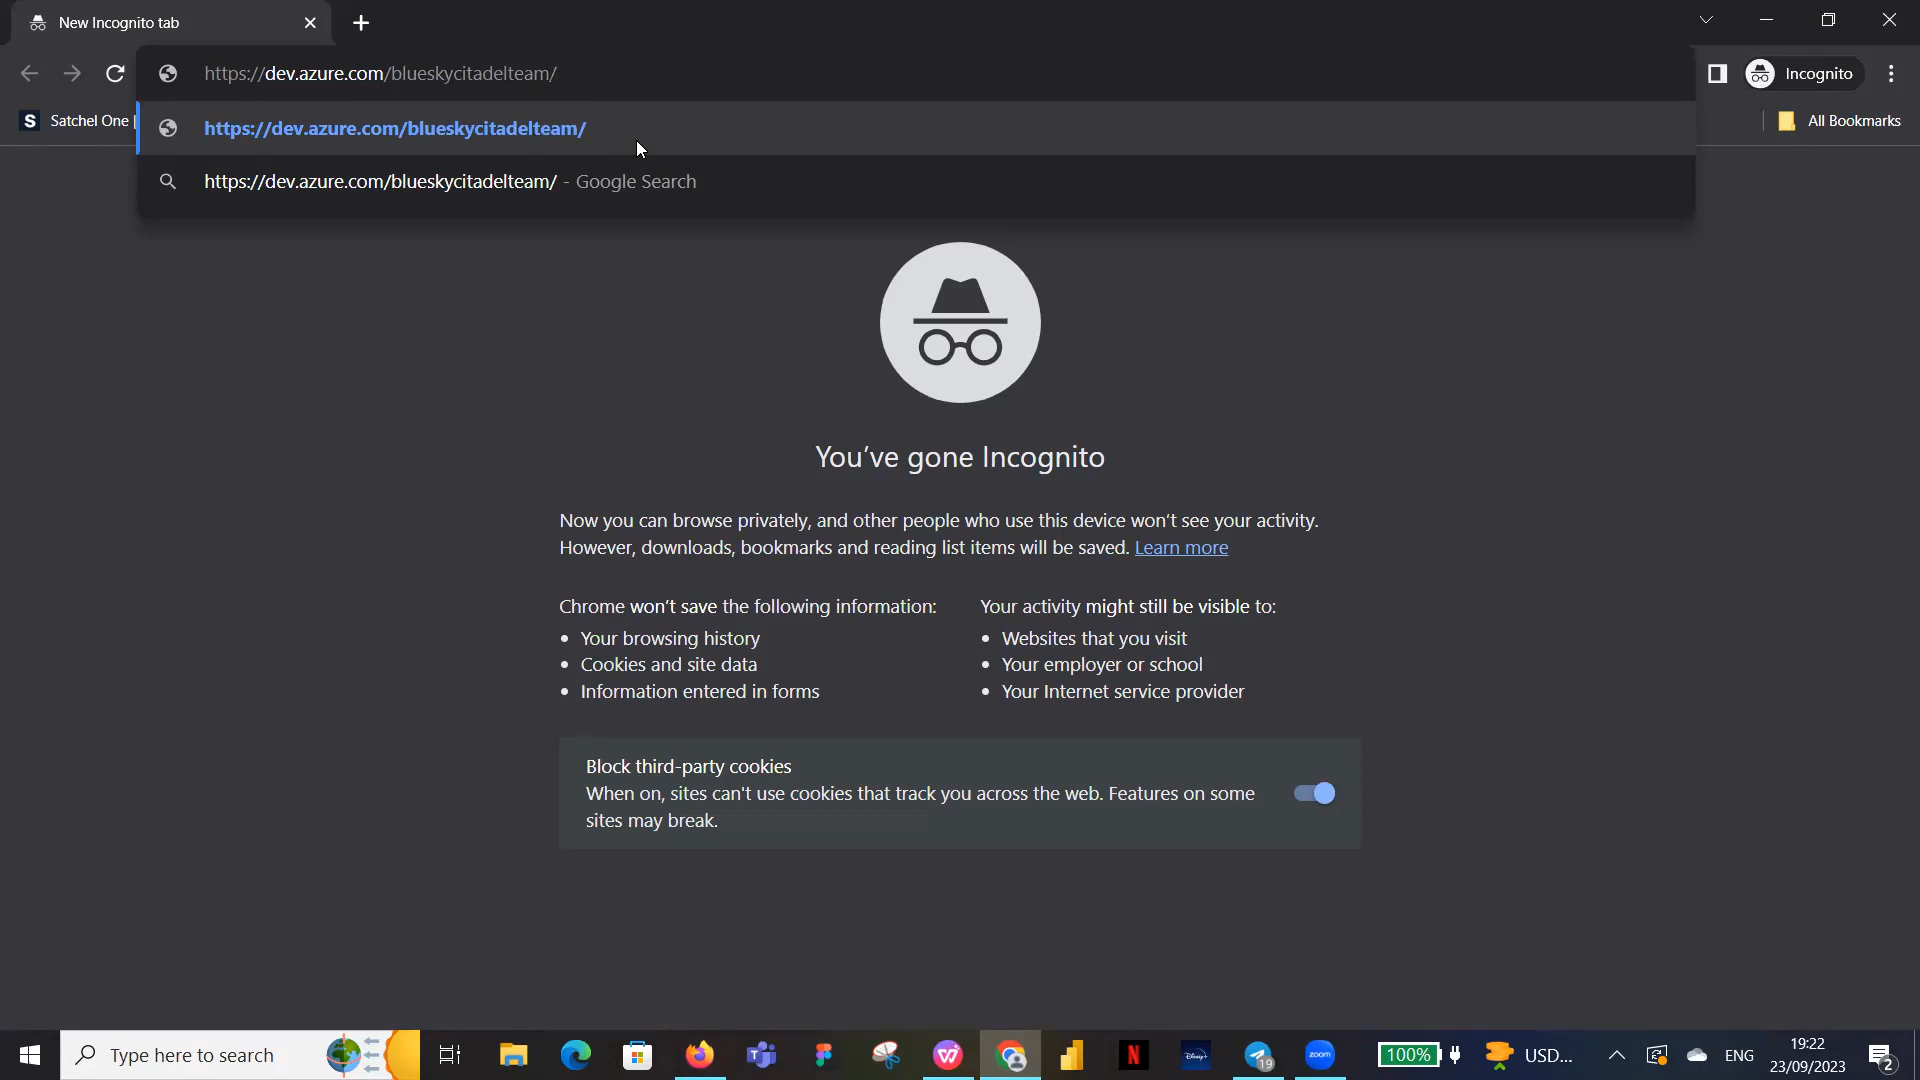 New Incognito tab
https://dev.azure.com/blueskycitadelteam/
Incognito
S Satchel One |
https://dev.azure.com/blueskycitadelteam/
All Bookmarks
https://dev.azure.com/blueskycitadelteam/ - Google Search
You've gone Incognito
Now you can browse privately, and other people who use this device won't see your activity.
However, downloads, bookmarks and reading list items will be saved. Learn more
Chrome won't save the following information:
• Your browsing history
• Cookies and site data
• Information entered in forms
Your activity might still be visible to:
• Websites that you visit
• Your employer or school
• Your Internet service provider
Block third-party cookies
When on, sites can't use cookies that track you across the web. Features on some
sites may break.
Type here to search
N
Disney+
19
zoom
100%
USD...
ENG
19:22
23/09/2023
2